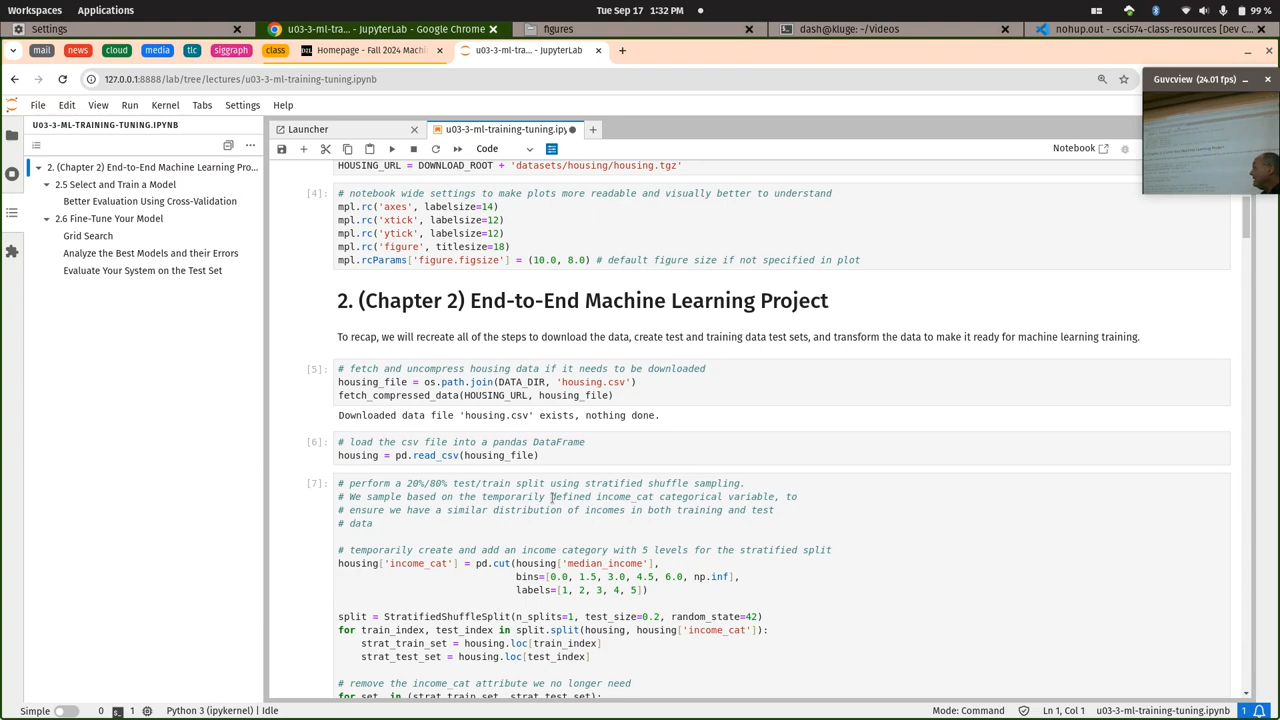 Workspaces Applications Tue Sep 17 1:32 PM 99 %
Settings u03-3-ml-tra... - JupyterLab - Google Chrome figures dash@kluge: ~/videos nohup.out - csci574-class-resources [Dev C
mail news cloud media tlc siggraph class Homepage - Fall 2024 Machi u03-3-ml-tra... - JupyterLab
127.0.0.1:8888/lab/tree/lectures/u03-3-ml-training-tuning.ipynb
Guvcview (24.01 fps)
File Edit View Run Kernel Tabs Settings Help
U03-3-ML-TRAINING-TUNING.IPYNB
Launcher u03-3-ml-training-tuning.ipy
Code Notebook
2. (Chapter 2) End-to-End Machine Learning Pro...
2.5 Select and Train a Model
Better Evaluation Using Cross-Validation
2.6 Fine-Tune Your Model
Grid Search
Analyze the Best Models and their Errors
Evaluate Your System on the Test Set
HOUSING_URL = DOWNLOAD_ROOT + 'datasets/housing/housing.tgz'
[4]: # notebook wide settings to make plots more readable and visually better to understand
mpl.rc('axes', labelsize=14)
mpl.rc('xtick', labelsize=12)
mpl.rc('ytick', labelsize=12)
mpl.rc('figure', titlesize=18)
mpl.rcParams['figure.figsize'] = (10.0, 8.0) # default figure size if not specified in plot
2. (Chapter 2) End-to-End Machine Learning Project
To recap, we will recreate all of the steps to download the data, create test and training data test sets, and transform the data to make it ready for machine learning training.
[5]: # fetch and uncompress housing data if it needs to be downloaded
housing_file = os.path.join(DATA_DIR, 'housing.csv')
fetch_compressed_data(HOUSING_URL, housing_file)
Downloaded data file 'housing.csv' exists, nothing done.
[6]: # load the csv file into a pandas DataFrame
housing = pd.read_csv(housing_file)
[7]: # perform a 20%/80% test/train split using stratified shuffle sampling.
# We sample based on the temporarily defined income_cat categorical variable, to
# ensure we have a similar distribution of incomes in both training and test
# data
# temporarily create and add an income category with 5 levels for the stratified split
housing['income_cat'] = pd.cut(housing['median_income'],
bins=[0.0, 1.5, 3.0, 4.5, 6.0, np.inf],
labels=[1, 2, 3, 4, 5])
split = StratifiedShuffleSplit(n_splits=1, test_size=0.2, random_state=42)
for train_index, test_index in split.split(housing, housing['income_cat']):
strat_train_set = housing.loc[train_index]
strat_test_set = housing.loc[test_index]
# remove the income_cat attribute we no longer need
for set_ in (strat_train_set, strat_test_set):
Simple 0 1 Python 3 (ipykernel) | Idle Mode: Command Ln 1, Col 1 u03-3-ml-training-tuning.ipynb 1